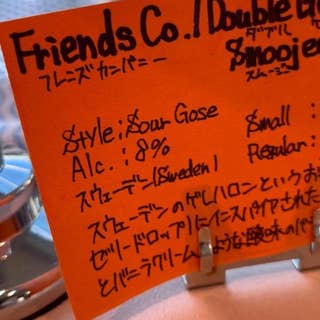 Friends Co. / Double
フレンズカンパニー ダブル
Smooj
スムージー
Style : Sour Gose
Small :
Alc. : 8%
Regular :
スウェーデン (Sweden)
スウェーデンのゲレハロンというお
ゼリードロップにインスパイアされた
とバニラクリームのような